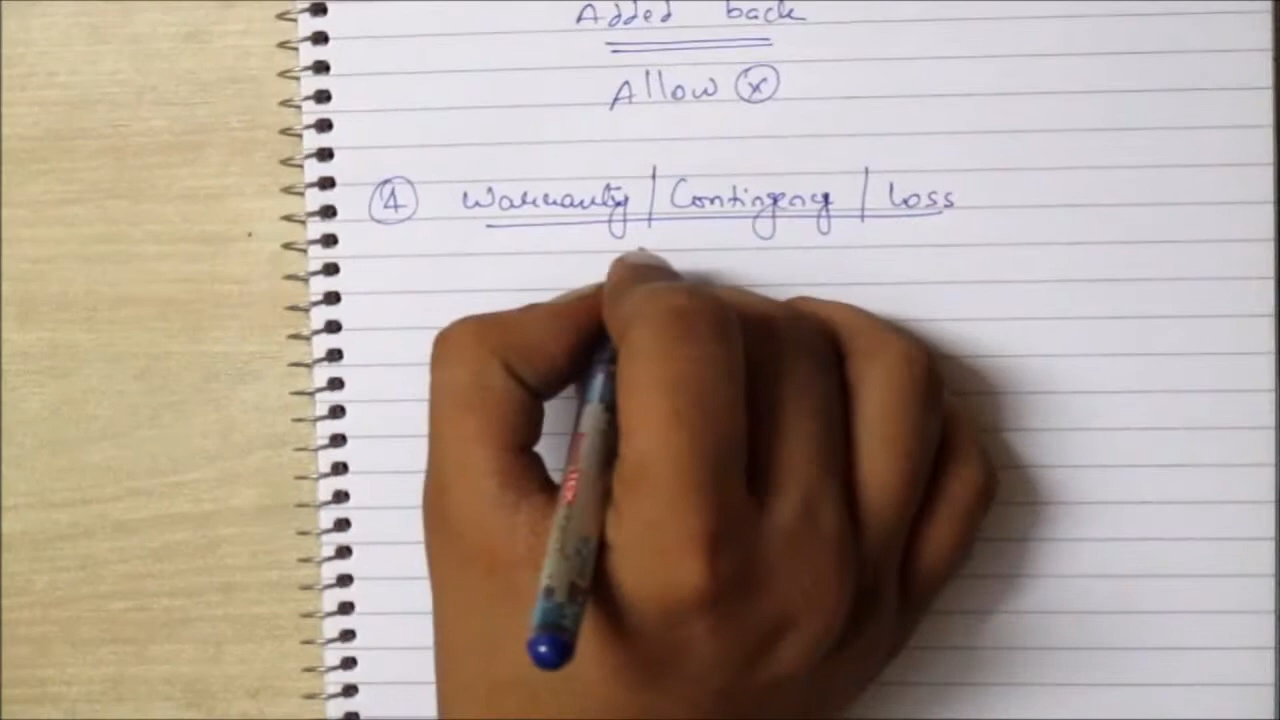 Added back
Allow ⓧ
④ Warranty / Contingency / Loss